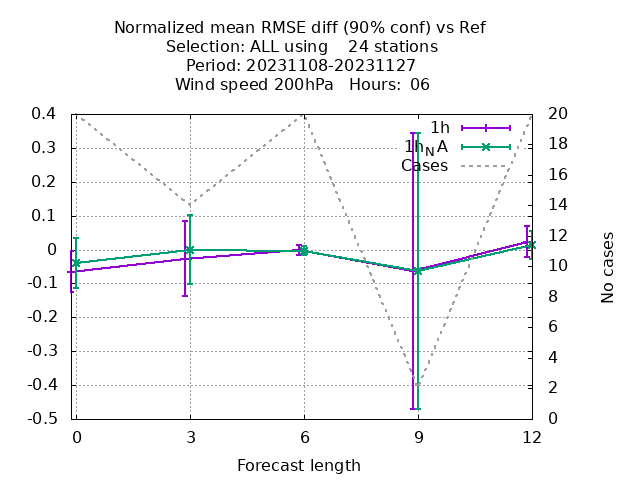 Normalized mean RMSE diff (90% conf) vs Ref
Selection: ALL using    24 stations
Period: 20231108-20231127
Wind speed 200hPa   Hours:  06
0.4
0.3
0.2
0.1
0
-0.1
-0.2
-0.3
-0.4
-0.5
20
18
16
14
12
10
8
6
4
2
0
1h
1h_N A
Cases
No cases
0 3 6 9 12
Forecast length